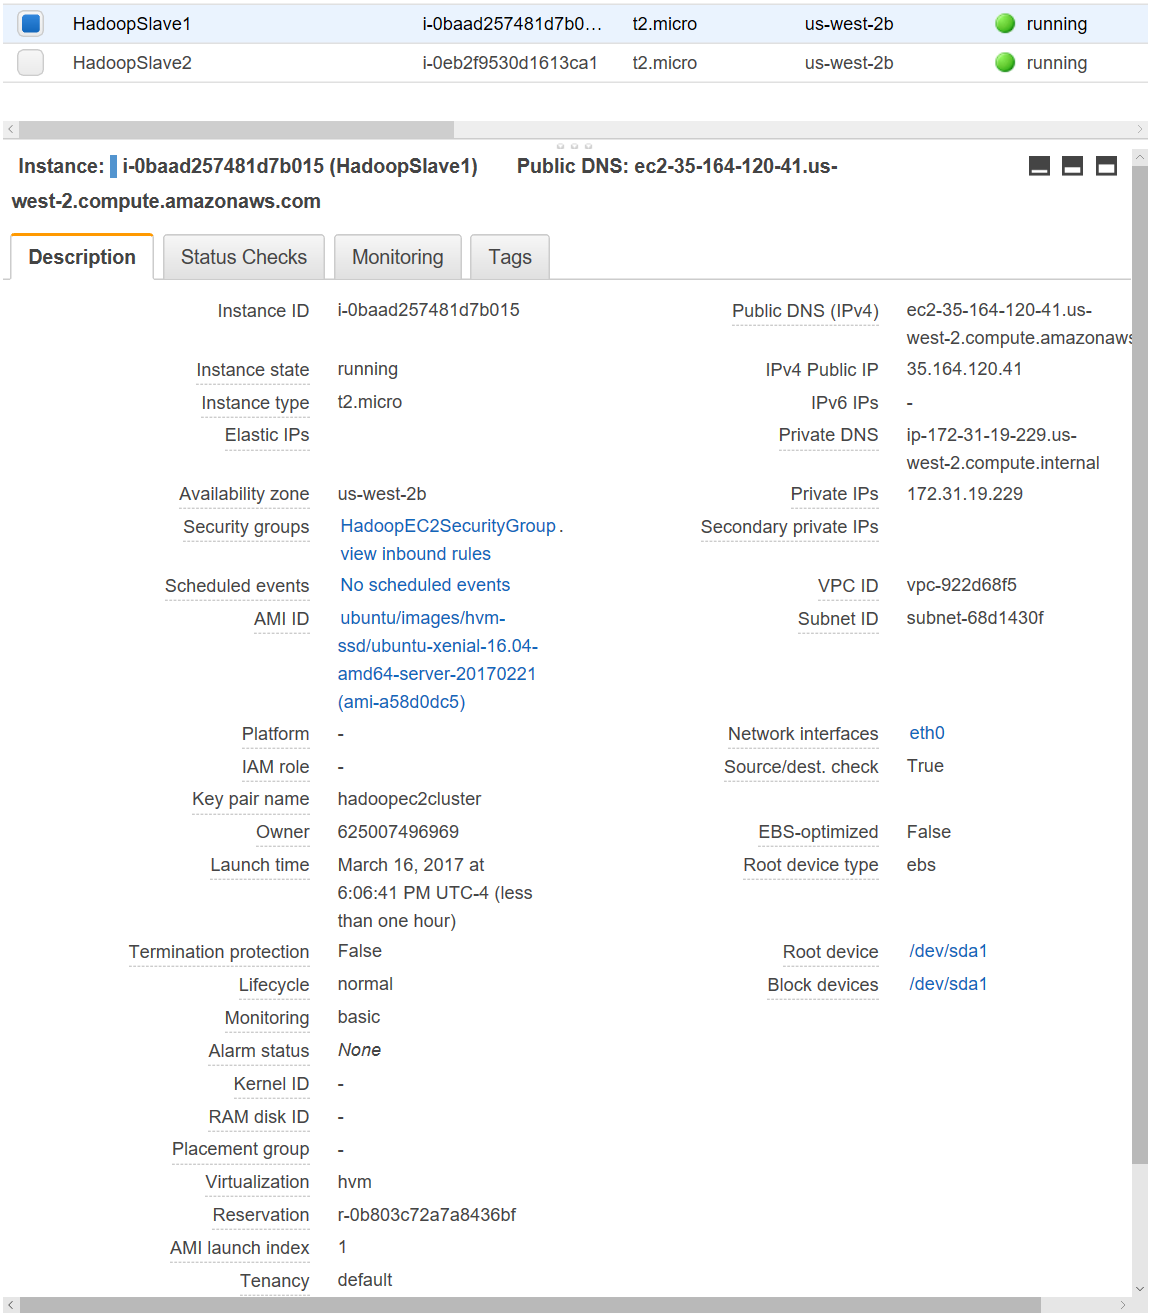 HadoopSlave1 i-0baad257481d7b0... t2.micro us-west-2b running
HadoopSlave2 i-0eb2f9530d1613ca1 t2.micro us-west-2b running
Instance: i-0baad257481d7b015 (HadoopSlave1) Public DNS: ec2-35-164-120-41.us-
west-2.compute.amazonaws.com
Description Status Checks Monitoring Tags
Instance ID i-0baad257481d7b015 Public DNS (IPv4) ec2-35-164-120-41.us-
west-2.compute.amazonaws
Instance state running IPv4 Public IP 35.164.120.41
Instance type t2.micro IPv6 IPs -
Elastic IPs Private DNS ip-172-31-19-229.us-
west-2.compute.internal
Availability zone us-west-2b Private IPs 172.31.19.229
Security groups HadoopEC2SecurityGroup. Secondary private IPs
view inbound rules
Scheduled events No scheduled events VPC ID vpc-922d68f5
AMI ID ubuntu/images/hvm- Subnet ID subnet-68d1430f
ssd/ubuntu-xenial-16.04-
amd64-server-20170221
(ami-a58d0dc5)
Platform - Network interfaces eth0
IAM role - Source/dest. check True
Key pair name hadoopec2cluster
Owner 625007496969 EBS-optimized False
Launch time March 16, 2017 at Root device type ebs
6:06:41 PM UTC-4 (less
than one hour)
Termination protection False Root device /dev/sda1
Lifecycle normal Block devices /dev/sda1
Monitoring basic
Alarm status None
Kernel ID -
RAM disk ID -
Placement group -
Virtualization hvm
Reservation r-0b803c72a7a8436bf
AMI launch index 1
Tenancy default